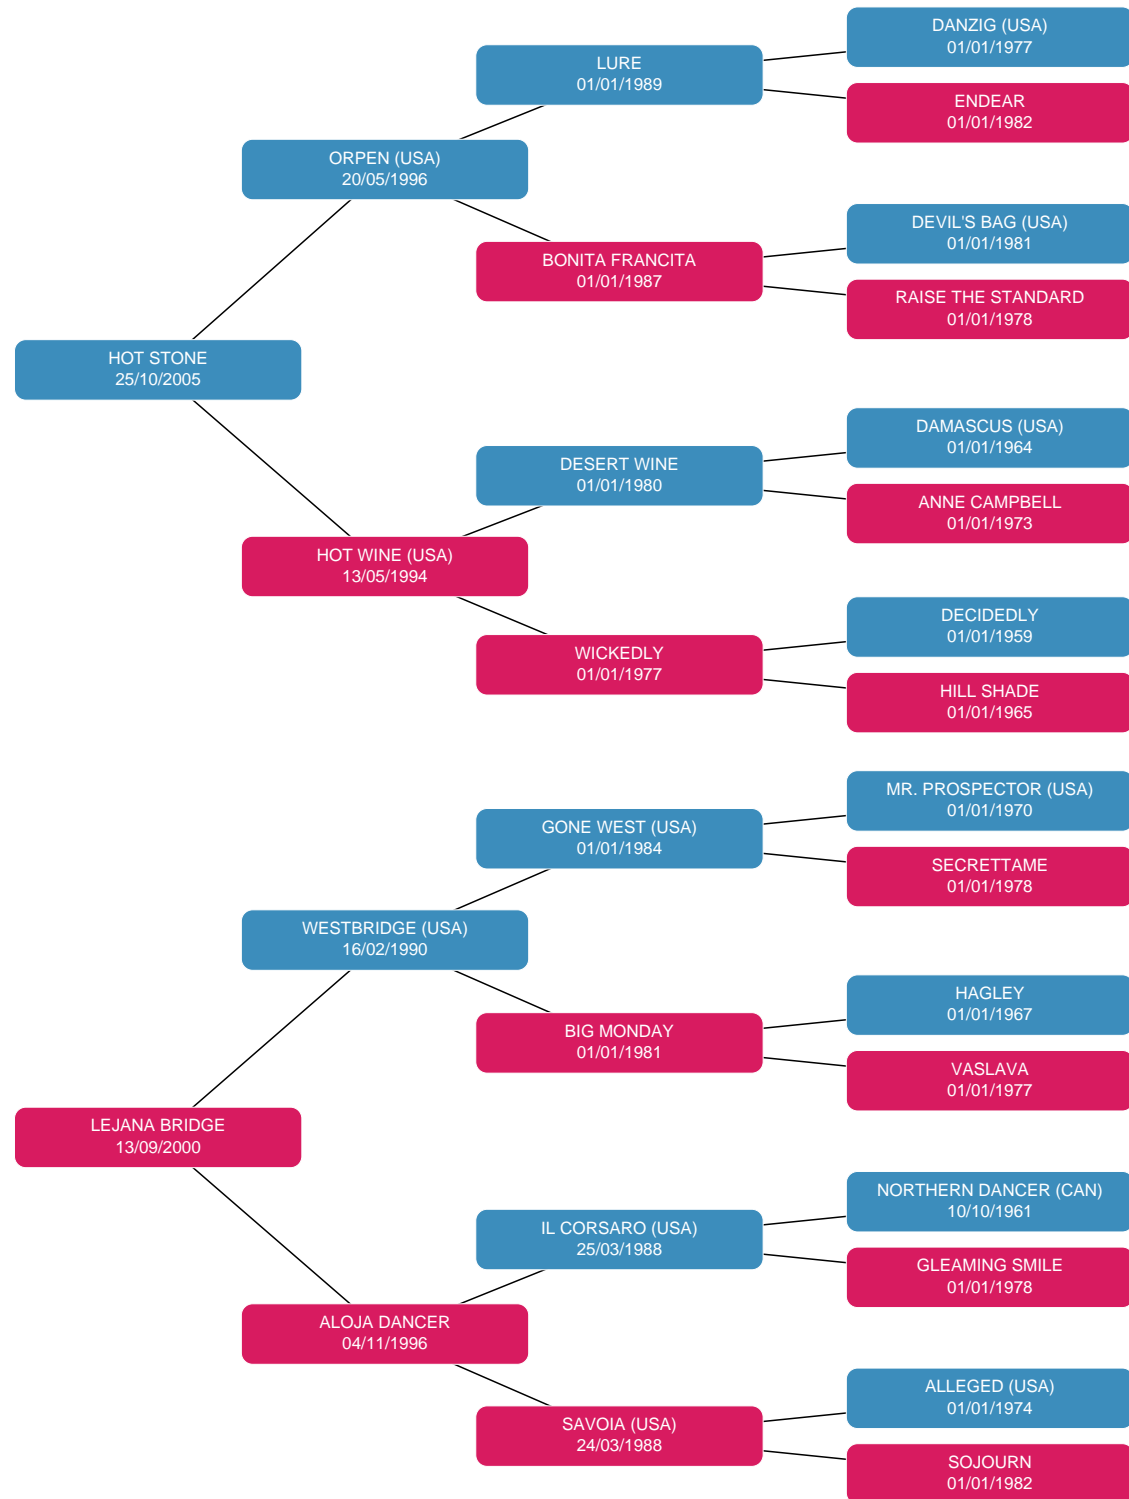 DANZIG (USA)
01/01/1977
LURE
01/01/1989
ENDEAR
01/01/1982
ORPEN (USA)
20/05/1996
DEVIL'S BAG (USA)
01/01/1981
BONITA FRANCITA
01/01/1987
RAISE THE STANDARD
01/01/1978
HOT STONE
25/10/2005
DAMASCUS (USA)
01/01/1964
DESERT WINE
01/01/1980
ANNE CAMPBELL
01/01/1973
HOT WINE (USA)
13/05/1994
DECIDEDLY
01/01/1959
WICKEDLY
01/01/1977
HILL SHADE
01/01/1965
MR. PROSPECTOR (USA)
01/01/1970
GONE WEST (USA)
01/01/1984
SECRETTAME
01/01/1978
WESTBRIDGE (USA)
16/02/1990
HAGLEY
01/01/1967
BIG MONDAY
01/01/1981
VASLAVA
01/01/1977
LEJANA BRIDGE
13/09/2000
NORTHERN DANCER (CAN)
10/10/1961
IL CORSARO (USA)
25/03/1988
GLEAMING SMILE
01/01/1978
ALOJA DANCER
04/11/1996
ALLEGED (USA)
01/01/1974
SAVOIA (USA)
24/03/1988
SOJOURN
01/01/1982